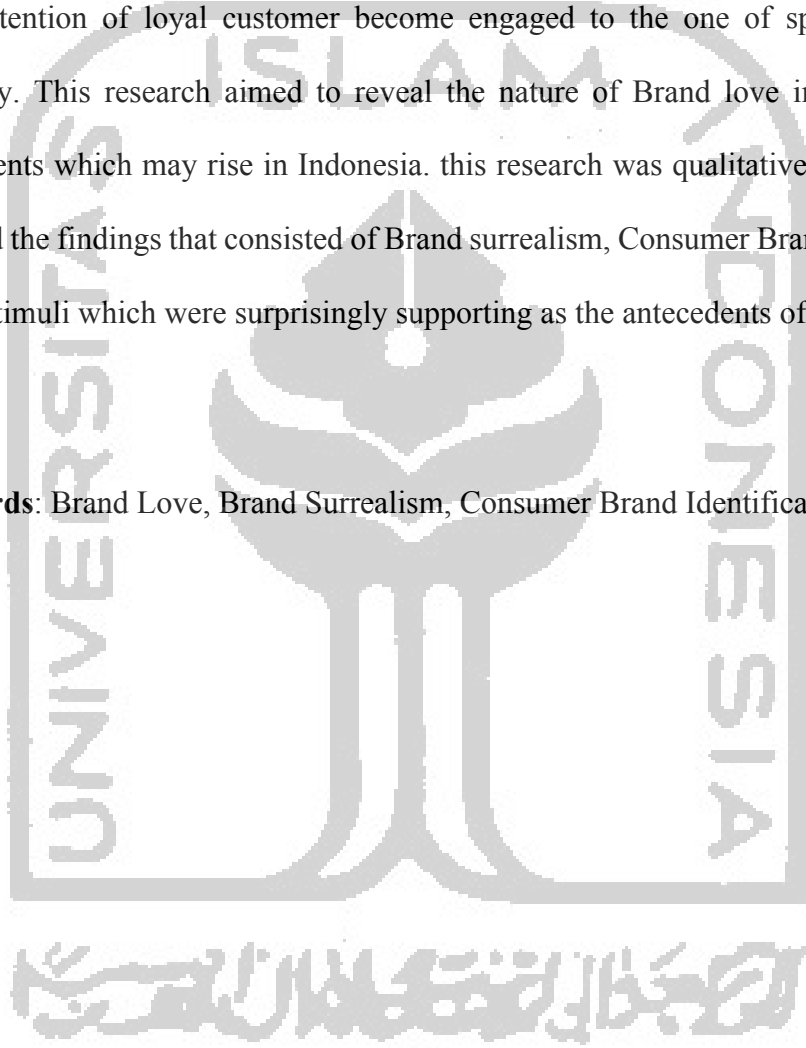 tention of loyal customer become engaged to the one of sp
y. This research aimed to reveal the nature of Brand love in
ents which may rise in Indonesia. this research was qualitative
d the findings that consisted of Brand surrealism, Consumer Bran
timuli which were surprisingly supporting as the antecedents of
rds: Brand Love, Brand Surrealism, Consumer Brand Identifica
UNIVERSITAS
ISLAM
INDONESIA